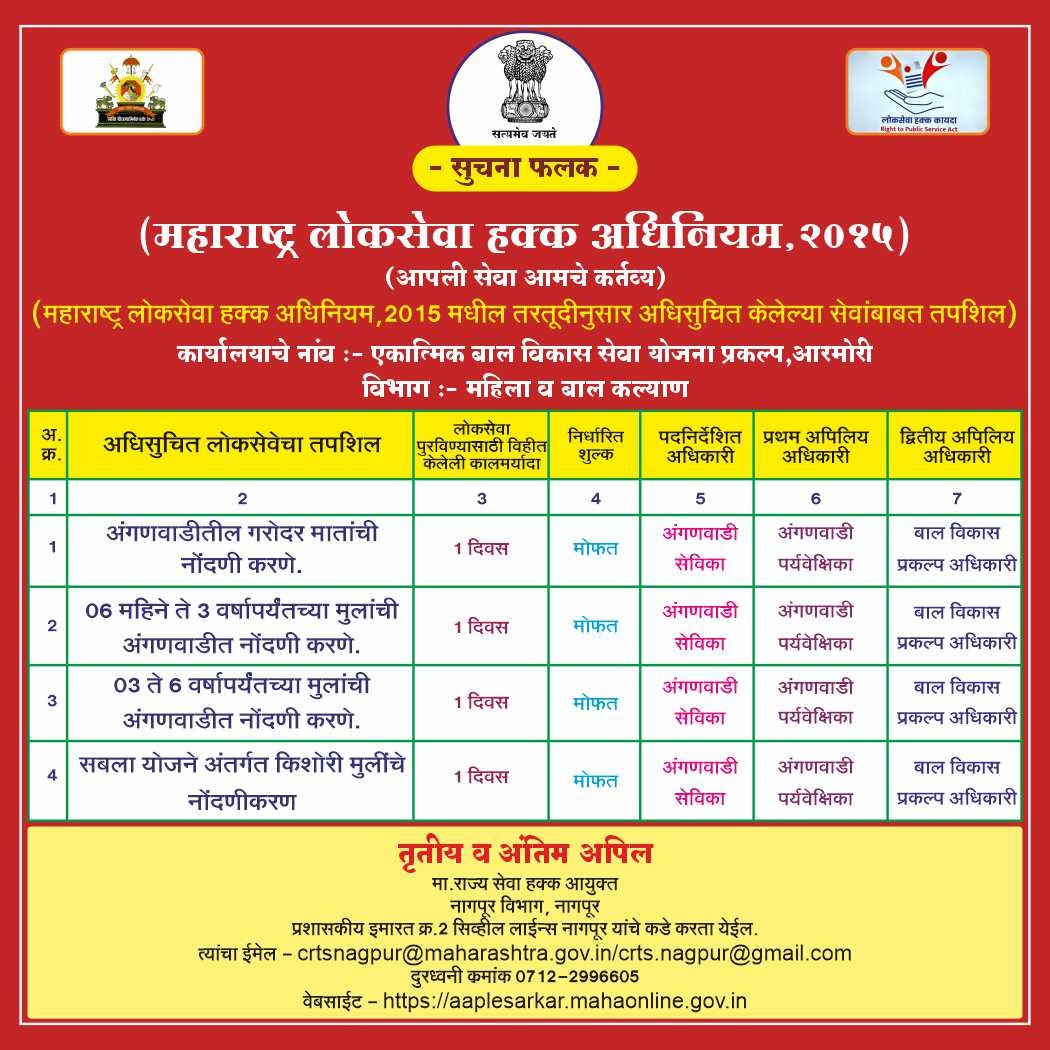 सत्यमेव जयते
लोकसेवा हक्क कायदा
Right to Public Service Act
- सुचना फलक -
(महाराष्ट्र लोकसेवा हक्क अधिनियम,२०१५)
(आपली सेवा आमचे कर्तव्य)
(महाराष्ट्र लोकसेवा हक्क अधिनियम,2015 मधील तरतूदीनुसार अधिसुचित केलेल्या सेवांबाबत तपशिल)
कार्यालयाचे नांव :- एकात्मिक बाल विकास सेवा योजना प्रकल्प,आरमोरी
विभाग :- महिला व बाल कल्याण
अ. क्र. | अधिसुचित लोकसेवेचा तपशिल | लोकसेवा पुरविण्यासाठी विहीत केलेली कालमर्यादा | निर्धारित शुल्क | पदनिर्देशित अधिकारी | प्रथम अपिलिय अधिकारी | द्वितीय अपिलिय अधिकारी
1 | 2 | 3 | 4 | 5 | 6 | 7
1 | अंगणवाडीतील गरोदर मातांची नोंदणी करणे. | 1 दिवस | मोफत | अंगणवाडी सेविका | अंगणवाडी पर्यवेक्षिका | बाल विकास प्रकल्प अधिकारी
2 | 06 महिने ते 3 वर्षापर्यंतच्या मुलांची अंगणवाडीत नोंदणी करणे. | 1 दिवस | मोफत | अंगणवाडी सेविका | अंगणवाडी पर्यवेक्षिका | बाल विकास प्रकल्प अधिकारी
3 | 03 ते 6 वर्षापर्यंतच्या मुलांची अंगणवाडीत नोंदणी करणे. | 1 दिवस | मोफत | अंगणवाडी सेविका | अंगणवाडी पर्यवेक्षिका | बाल विकास प्रकल्प अधिकारी
4 | सबला योजने अंतर्गत किशोरी मुलींचे नोंदणीकरण | 1 दिवस | मोफत | अंगणवाडी सेविका | अंगणवाडी पर्यवेक्षिका | बाल विकास प्रकल्प अधिकारी
तृतीय व अंतिम अपिल
मा.राज्य सेवा हक्क आयुक्त
नागपूर विभाग, नागपूर
प्रशासकीय इमारत क्र.2 सिव्हील लाईन्स नागपूर यांचे कडे करता येईल.
त्यांचा ईमेल – crtsnagpur@maharashtra.gov.in/crts.nagpur@gmail.com
दुरध्वनी कमांक 0712-2996605
वेबसाईट – https://aaplesarkar.mahaonline.gov.in